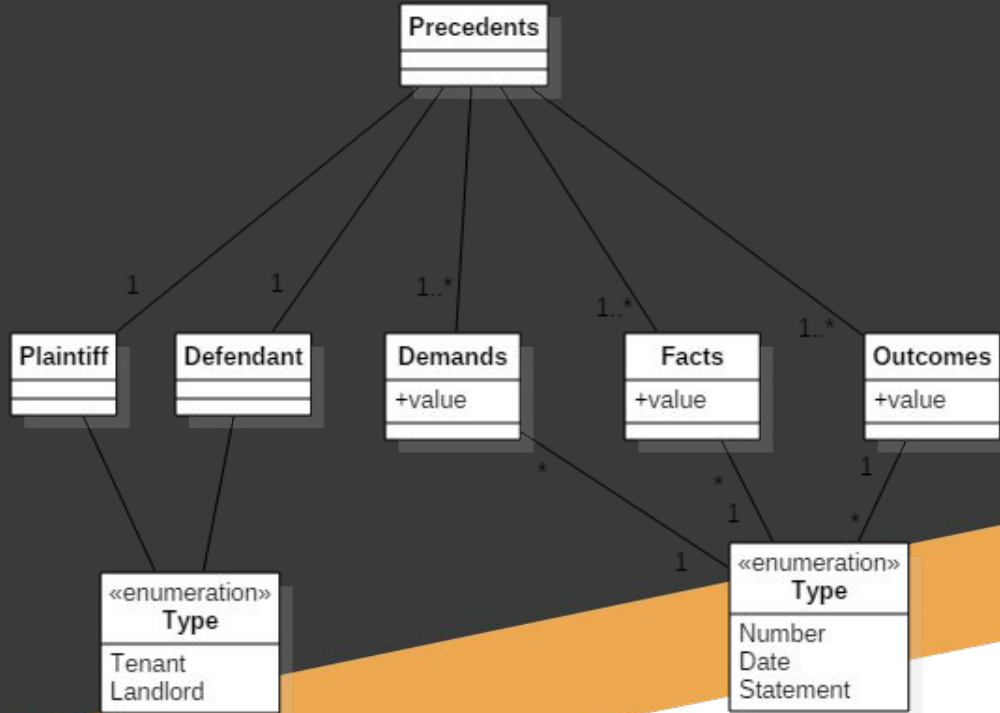 Precedents
1
1
1..*
1..*
1..*
Plaintiff
Defendant
Demands
+value
Facts
+value
Outcomes
+value
*
1
*
1
1
*
«enumeration»
Type
Tenant
Landlord
«enumeration»
Type
Number
Date
Statement